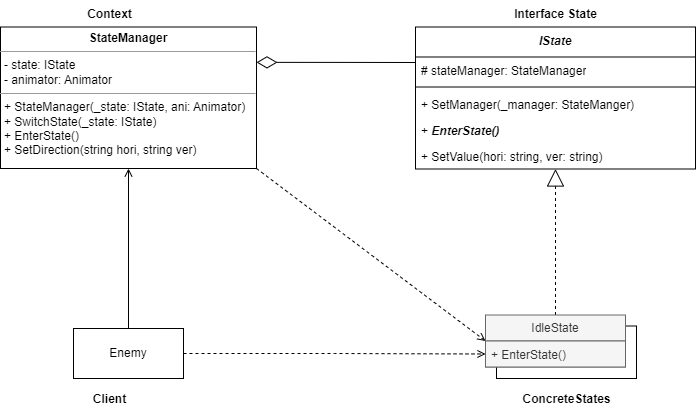 Context
StateManager
- state: IState
- animator: Animator
+ StateManager(_state: IState, ani: Animator)
+ SwitchState(_state: IState)
+ EnterState()
+ SetDirection(string hori, string ver)
Interface State
IState
# stateManager: StateManager
+ SetManager(_manager: StateManger)
+ EnterState()
+ SetValue(hori: string, ver: string)
Enemy
Client
IdleState
+ EnterState()
ConcreteStates